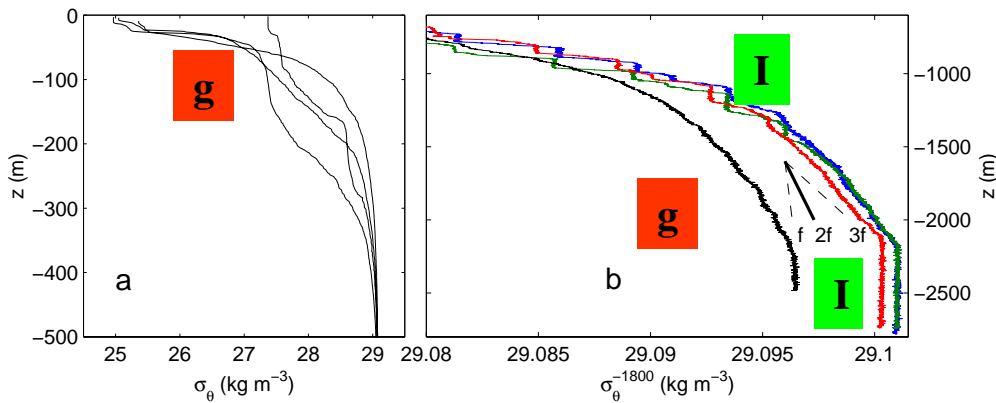 0
−100
−200
−300
−400
−500
z (m)
g
a
25
26
27
28
29
σθ (kg m−3)
I
g
f
2f
3f
I
b
−1000
−1500
−2000
−2500
z (m)
29.08
29.085
29.09
29.095
29.1
σθ−1800 (kg m−3)